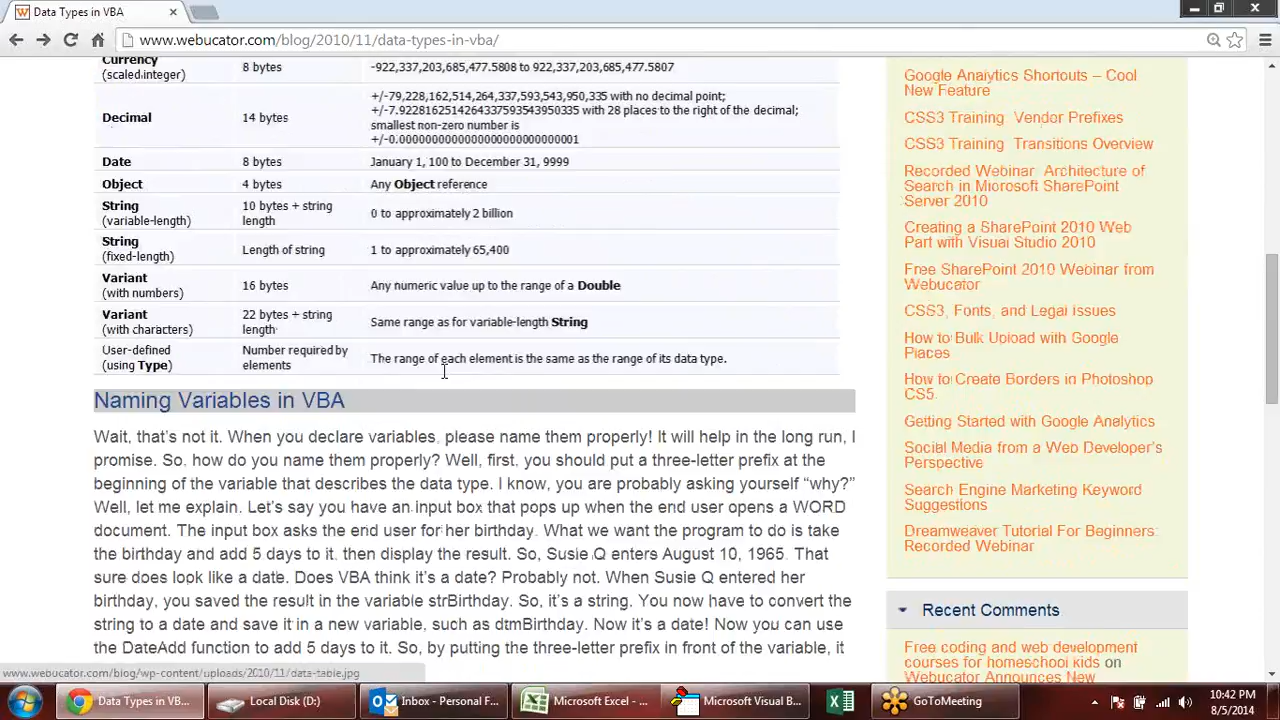 Data Types in VBA
www.webucator.com/blog/2010/11/data-types-in-vba/
Currency
(scaled integer)
8 bytes
-922,337,203,685,477.5808 to 922,337,203,685,477.5807
Decimal
14 bytes
+/-79,228,162,514,264,337,593,543,950,335 with no decimal point;
+/-7.9228162514264337593543950335 with 28 places to the right of the decimal;
smallest non-zero number is
+/-0.0000000000000000000000000001
Date
8 bytes
January 1, 100 to December 31, 9999
Object
4 bytes
Any Object reference
String
(variable-length)
10 bytes + string
length
0 to approximately 2 billion
String
(fixed-length)
Length of string
1 to approximately 65,400
Variant
(with numbers)
16 bytes
Any numeric value up to the range of a Double
Variant
(with characters)
22 bytes + string
length
Same range as for variable-length String
User-defined
(using Type)
Number required by
elements
The range of each element is the same as the range of its data type.
Naming Variables in VBA
Wait, that's not it. When you declare variables, please name them properly! It will help in the long run, I
promise. So, how do you name them properly? Well, first, you should put a three-letter prefix at the
beginning of the variable that describes the data type. I know, you are probably asking yourself “why?”
Well, let me explain. Let's say you have an input box that pops up when the end user opens a WORD
document. The input box asks the end user for her birthday. What we want the program to do is take
the birthday and add 5 days to it, then display the result. So, Susie Q enters August 10, 1965. That
sure does look like a date. Does VBA think it's a date? Probably not. When Susie Q entered her
birthday, you saved the result in the variable strBirthday. So, it's a string. You now have to convert the
string to a date and save it in a new variable, such as dtmBirthday. Now it's a date! Now you can use
the DateAdd function to add 5 days to it. So, by putting the three-letter prefix in front of the variable, it
Google Analytics Shortouts – Cool
New Feature
CSS3 Training  Vendor Prefixes
CSS3 Training  Transitions Overview
Recorded Webinar  Architecture of
Search in Microsoft SharePoint
Server 2010
Creating a SharePoint 2010 Web
Part with Visual Studio 2010
Free SharePoint 2010 Webinar from
Webucator
CSS3, Fonts, and Legal Issues
How to Bulk Upload with Google
Places
How to Create Borders in Photoshop
CS5
Getting Started with Google Analytics
Social Media from a Web Developer's
Perspective
Search Engine Marketing Keyword
Suggestions
Dreamweaver Tutorial For Beginners:
Recorded Webinar
Recent Comments
Free coding and web development
courses for homeschool kids on
Webucator Announces New
www.webucator.com/blog/wp-content/uploads/2010/11/data-table.jpg
Data Types in VB...
Local Disk (D:)
Inbox - Personal F...
Microsoft Excel - ...
Microsoft Visual B...
GoToMeeting
10:42 PM
8/5/2014